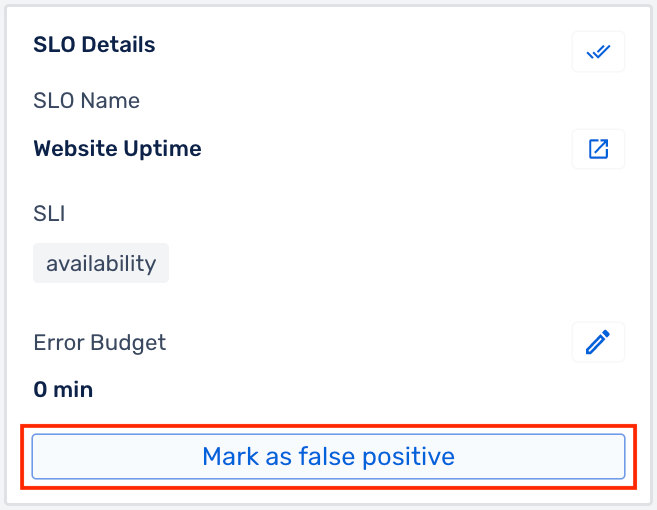 SLO Details
SLO Name
Website Uptime
SLI
availability
Error Budget
0 min
Mark as false positive